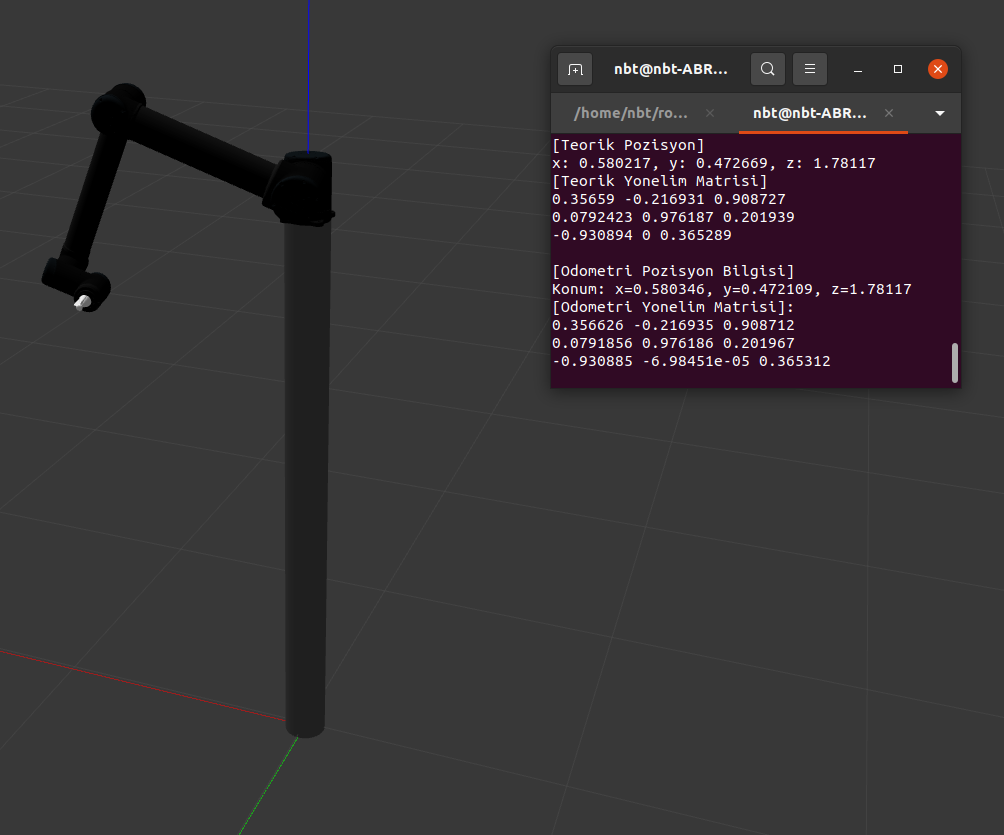 nbt@nbt-ABR...
/home/nbt/ro...
nbt@nbt-ABR...
[Teorik Pozisyon]
x: 0.580217, y: 0.472669, z: 1.78117
[Teorik Yonelim Matrisi]
0.35659 -0.216931 0.908727
0.0792423 0.976187 0.201939
-0.930894 0 0.365289
[Odometri Pozisyon Bilgisi]
Konum: x=0.580346, y=0.472109, z=1.78117
[Odometri Yonelim Matrisi]:
0.356626 -0.216935 0.908712
0.0791856 0.976186 0.201967
-0.930885 -6.98451e-05 0.365312